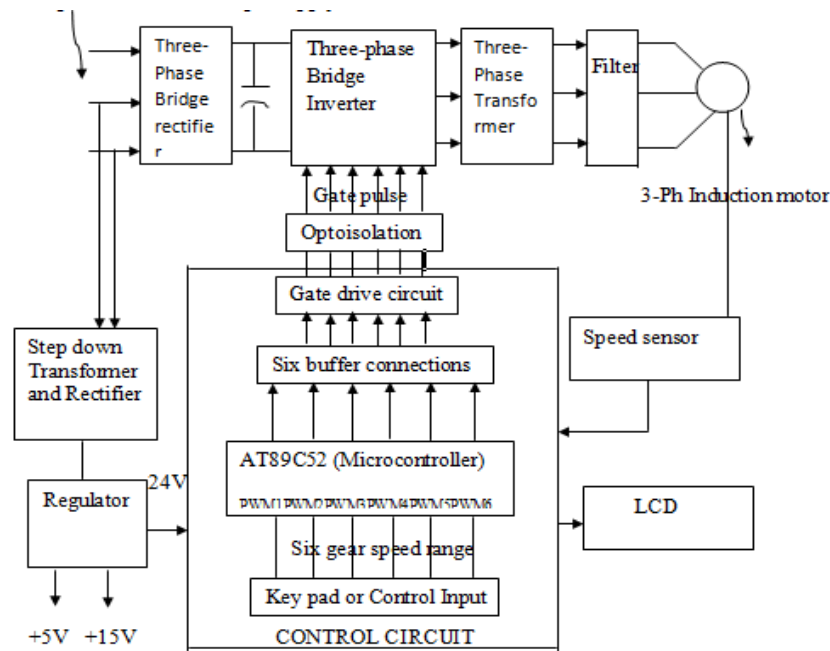 Three-
Phase
Bridge
rectifie
r
Three-phase
Bridge
Inverter
Three-
Phase
Transfo
rmer
Filter
3-Ph Induction motor
Gate pulse
Optoisolation
Gate drive circuit
Six buffer connections
Step down
Transformer
and Rectifier
Speed sensor
AT89C52 (Microcontroller)
PWM1PWM2PWM3PWM4PWM5PWM6
24V
Regulator
LCD
Six gear speed range
Key pad or Control Input
+5V +15V
CONTROL CIRCUIT